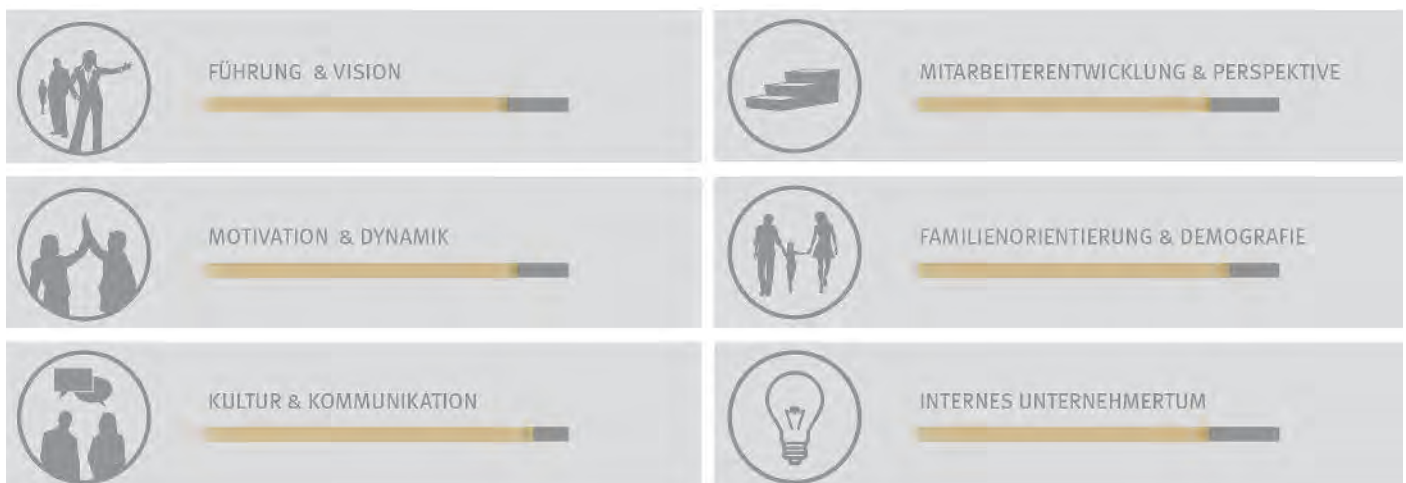 FÜHRUNG & VISION
MITARBEITERENTWICKLUNG & PERSPEKTIVE
MOTIVATION & DYNAMIK
FAMILIENORIENTIERUNG & DEMOGRAFIE
KULTUR & KOMMUNIKATION
INTERNES UNTERNEHMERTUM